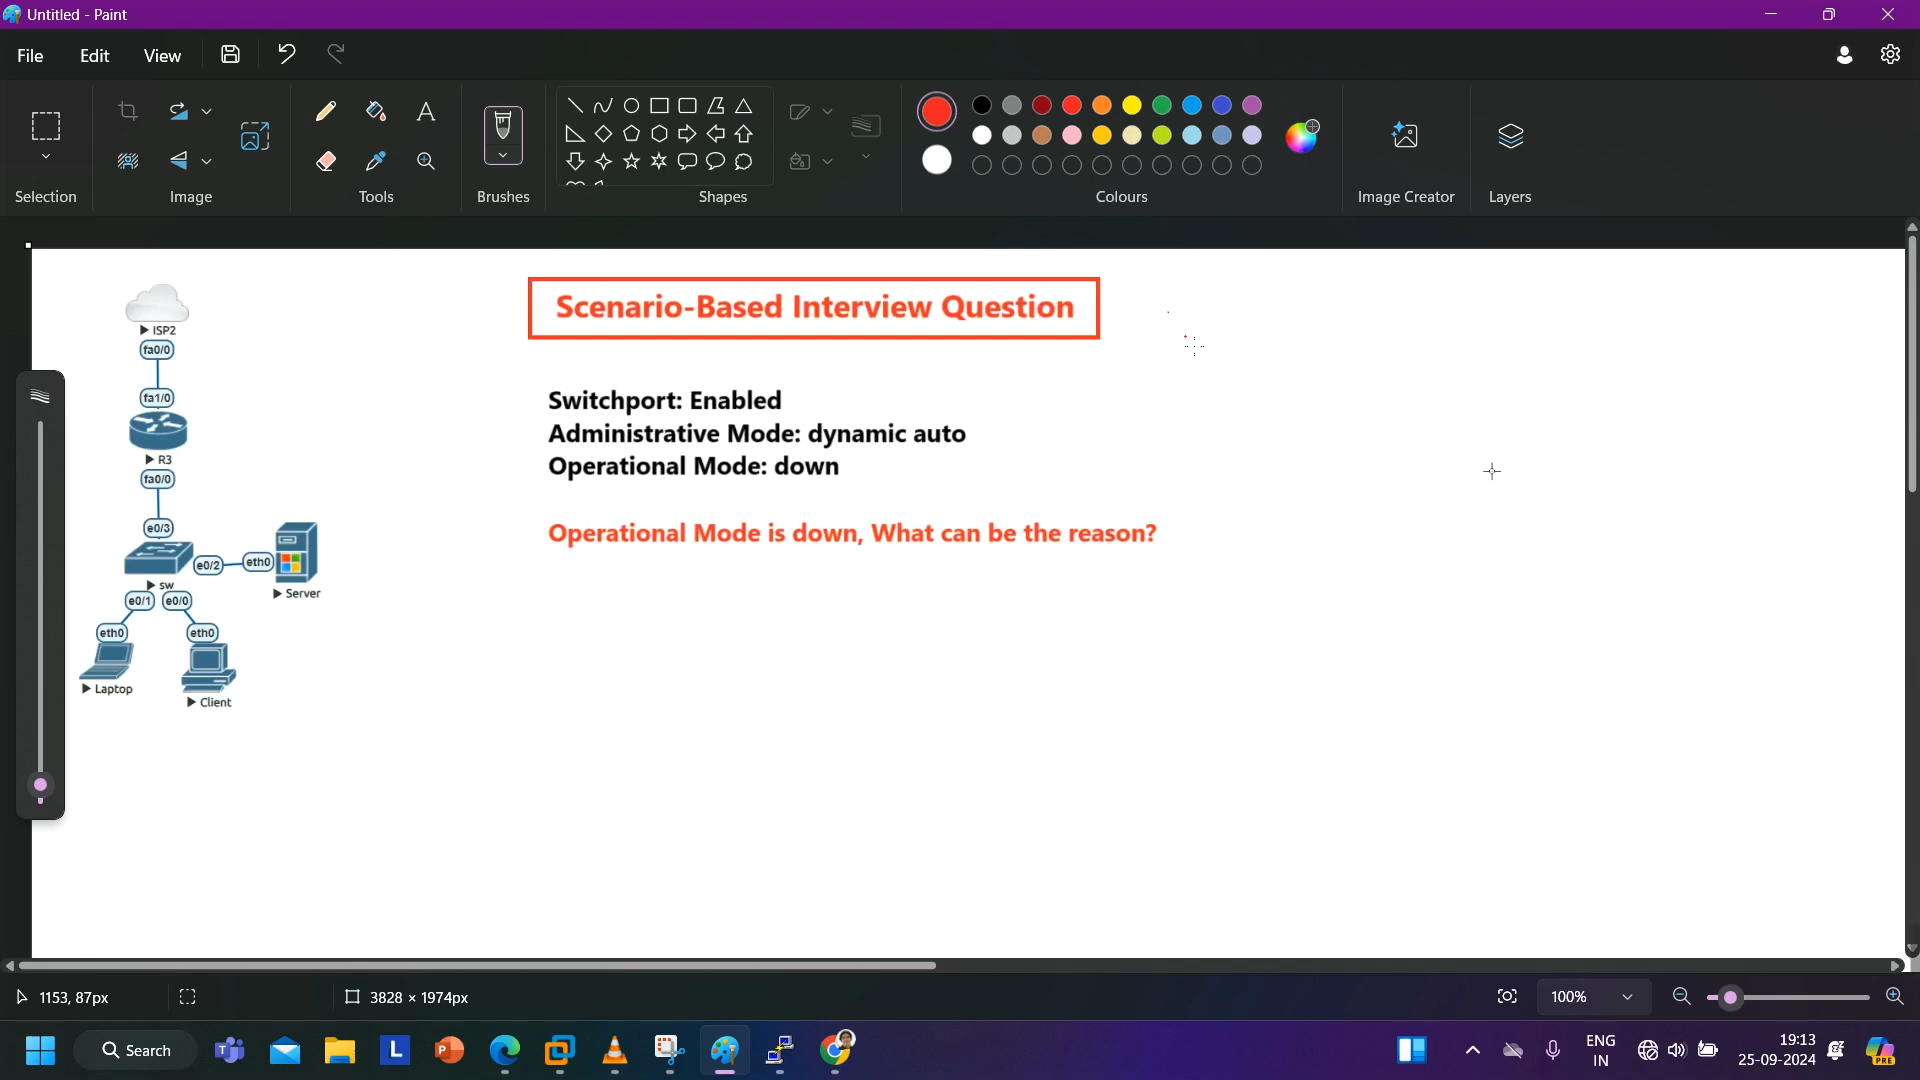 Untitled - Paint
File
Edit
View
Selection
Image
Tools
Brushes
Shapes
Colours
Image Creator
Layers
Scenario-Based Interview Question
Switchport: Enabled
Administrative Mode: dynamic auto
Operational Mode: down
Operational Mode is down, What can be the reason?
ISP2
fa0/0
fa1/0
R3
fa0/0
e0/3
e0/2
eth0
sw
Server
e0/1
e0/0
eth0
eth0
Laptop
Client
1153, 87px
3828 × 1974px
100%
Search
T
L
P
ENG
IN
19:13
25-09-2024
PRE